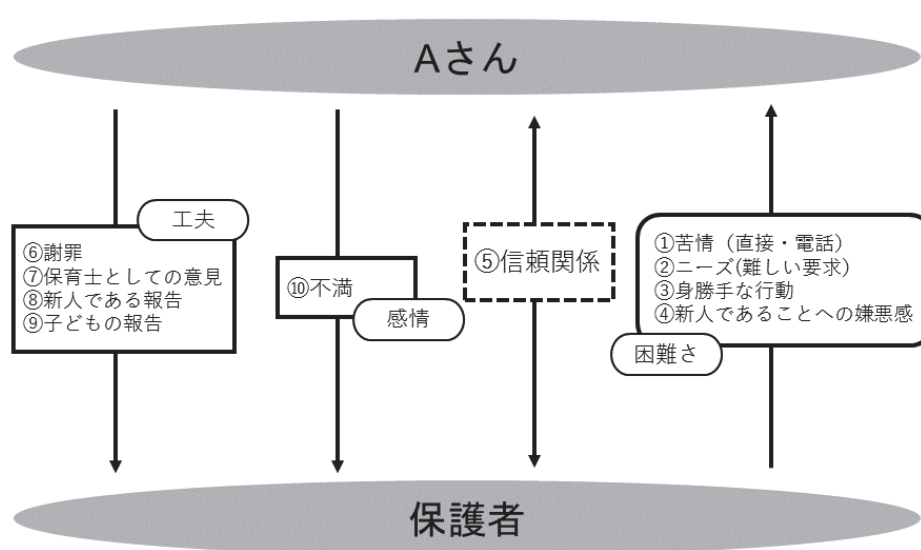 Aさん
工夫
⑥謝罪
⑦保育士としての意見
⑧新人である報告
⑨子どもの報告
⑩不満
感情
⑤信頼関係
①苦情（直接・電話）
②ニーズ(難しい要求）
③身勝手な行動
④新人であることへの嫌悪感
困難さ
保護者